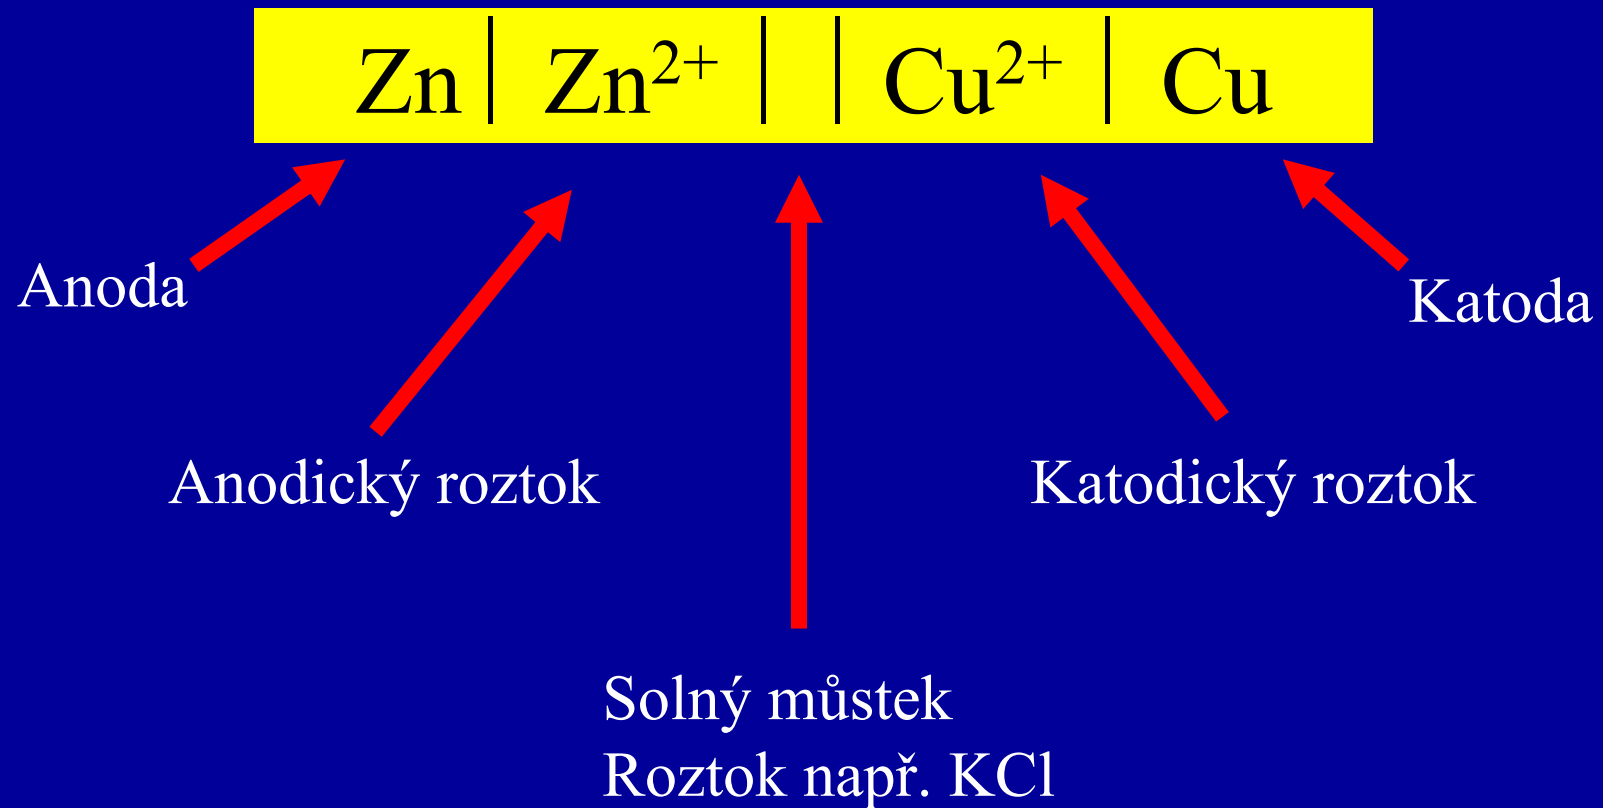 Zn | Zn²⁺ | | Cu²⁺ | Cu
Anoda
Katoda
Anodický roztok
Katodický roztok
Solný můstek
Roztok např. KCl